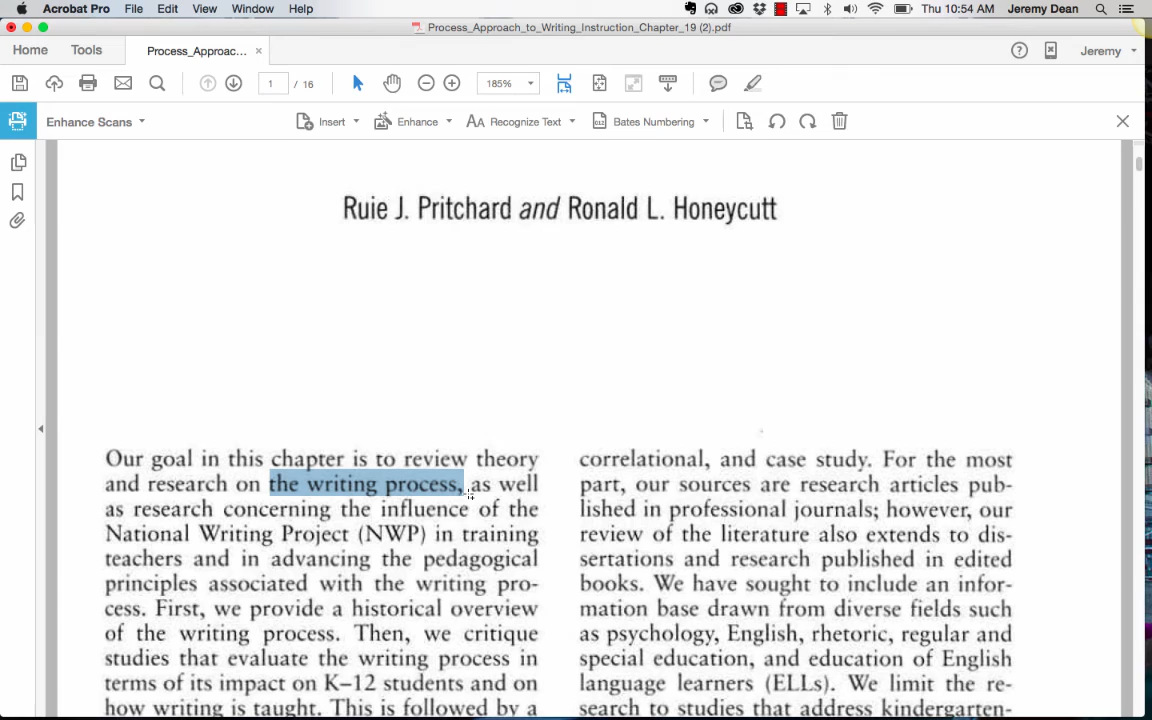 Acrobat Pro File Edit View Window Help Thu 10:54 AM Jeremy Dean
Process_Approach_to_Writing_Instruction_Chapter_19 (2).pdf
Home Tools Process_Approac... × Jeremy
1 / 16 185%
Enhance Scans Insert Enhance Recognize Text Bates Numbering
Ruie J. Pritchard and Ronald L. Honeycutt
Our goal in this chapter is to review theory
and research on the writing process, as well
as research concerning the influence of the
National Writing Project (NWP) in training
teachers and in advancing the pedagogical
principles associated with the writing pro-
cess. First, we provide a historical overview
of the writing process. Then, we critique
studies that evaluate the writing process in
terms of its impact on K–12 students and on
how writing is taught. This is followed by a
correlational, and case study. For the most
part, our sources are research articles pub-
lished in professional journals; however, our
review of the literature also extends to dis-
sertations and research published in edited
books. We have sought to include an infor-
mation base drawn from diverse fields such
as psychology, English, rhetoric, regular and
special education, and education of English
language learners (ELLs). We limit the re-
search to studies that address kindergarten-